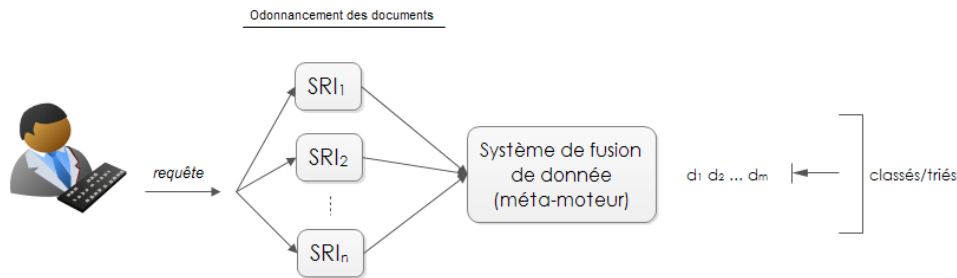 Odonnancement des documents
SRI₁
requête
SRI₂
SRIₙ
Système de fusion
de donnée
(méta-moteur)
d₁ d₂ ... dₘ
classés/triés